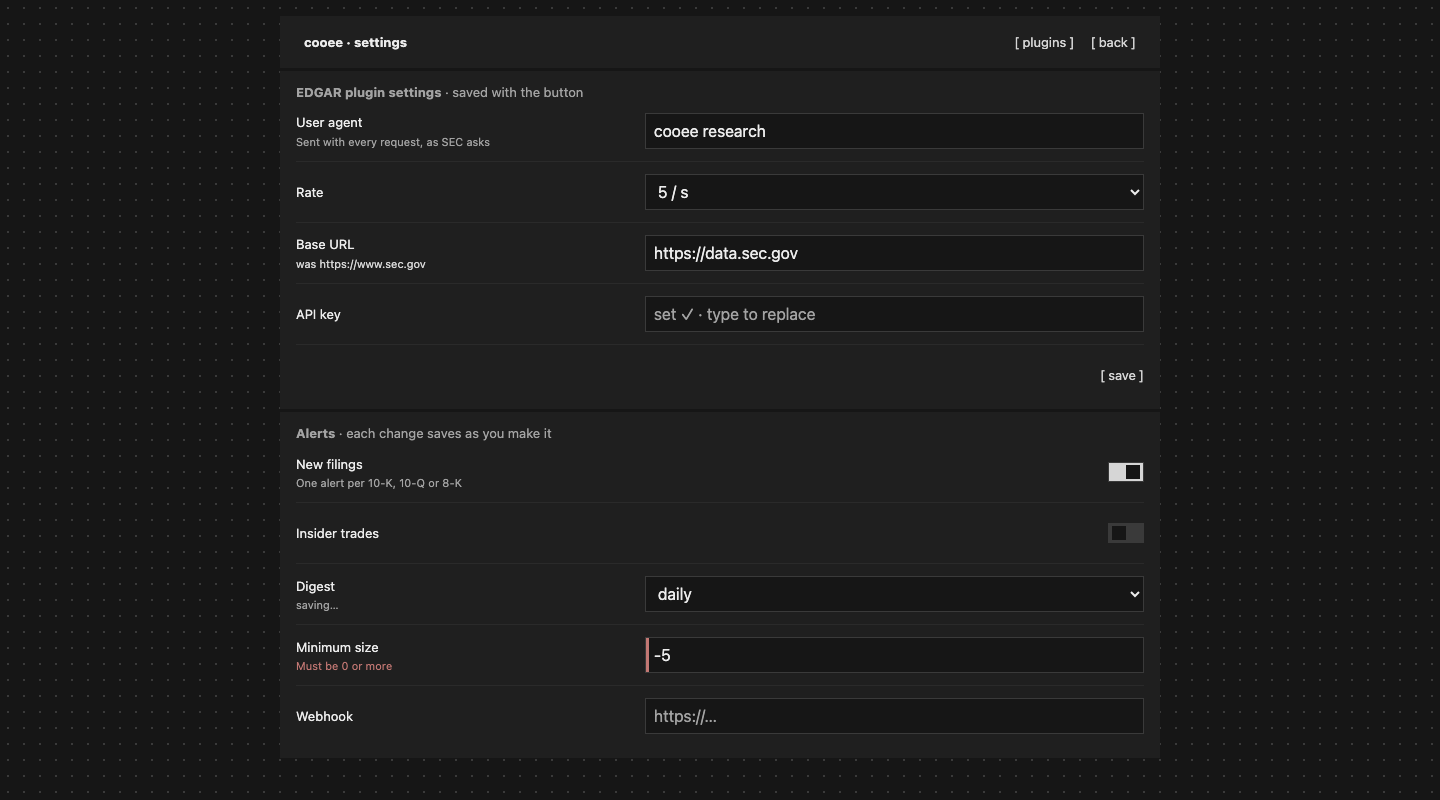 cooee · settings
[ plugins ] [ back ]
EDGAR plugin settings · saved with the button
User agent
Sent with every request, as SEC asks
cooee research
Rate
5 / s
Base URL
was https://www.sec.gov
https://data.sec.gov
API key
set ✓ · type to replace
[ save ]
Alerts · each change saves as you make it
New filings
One alert per 10-K, 10-Q or 8-K
Insider trades
Digest
saving…
daily
Minimum size
Must be 0 or more
-5
Webhook
https://…